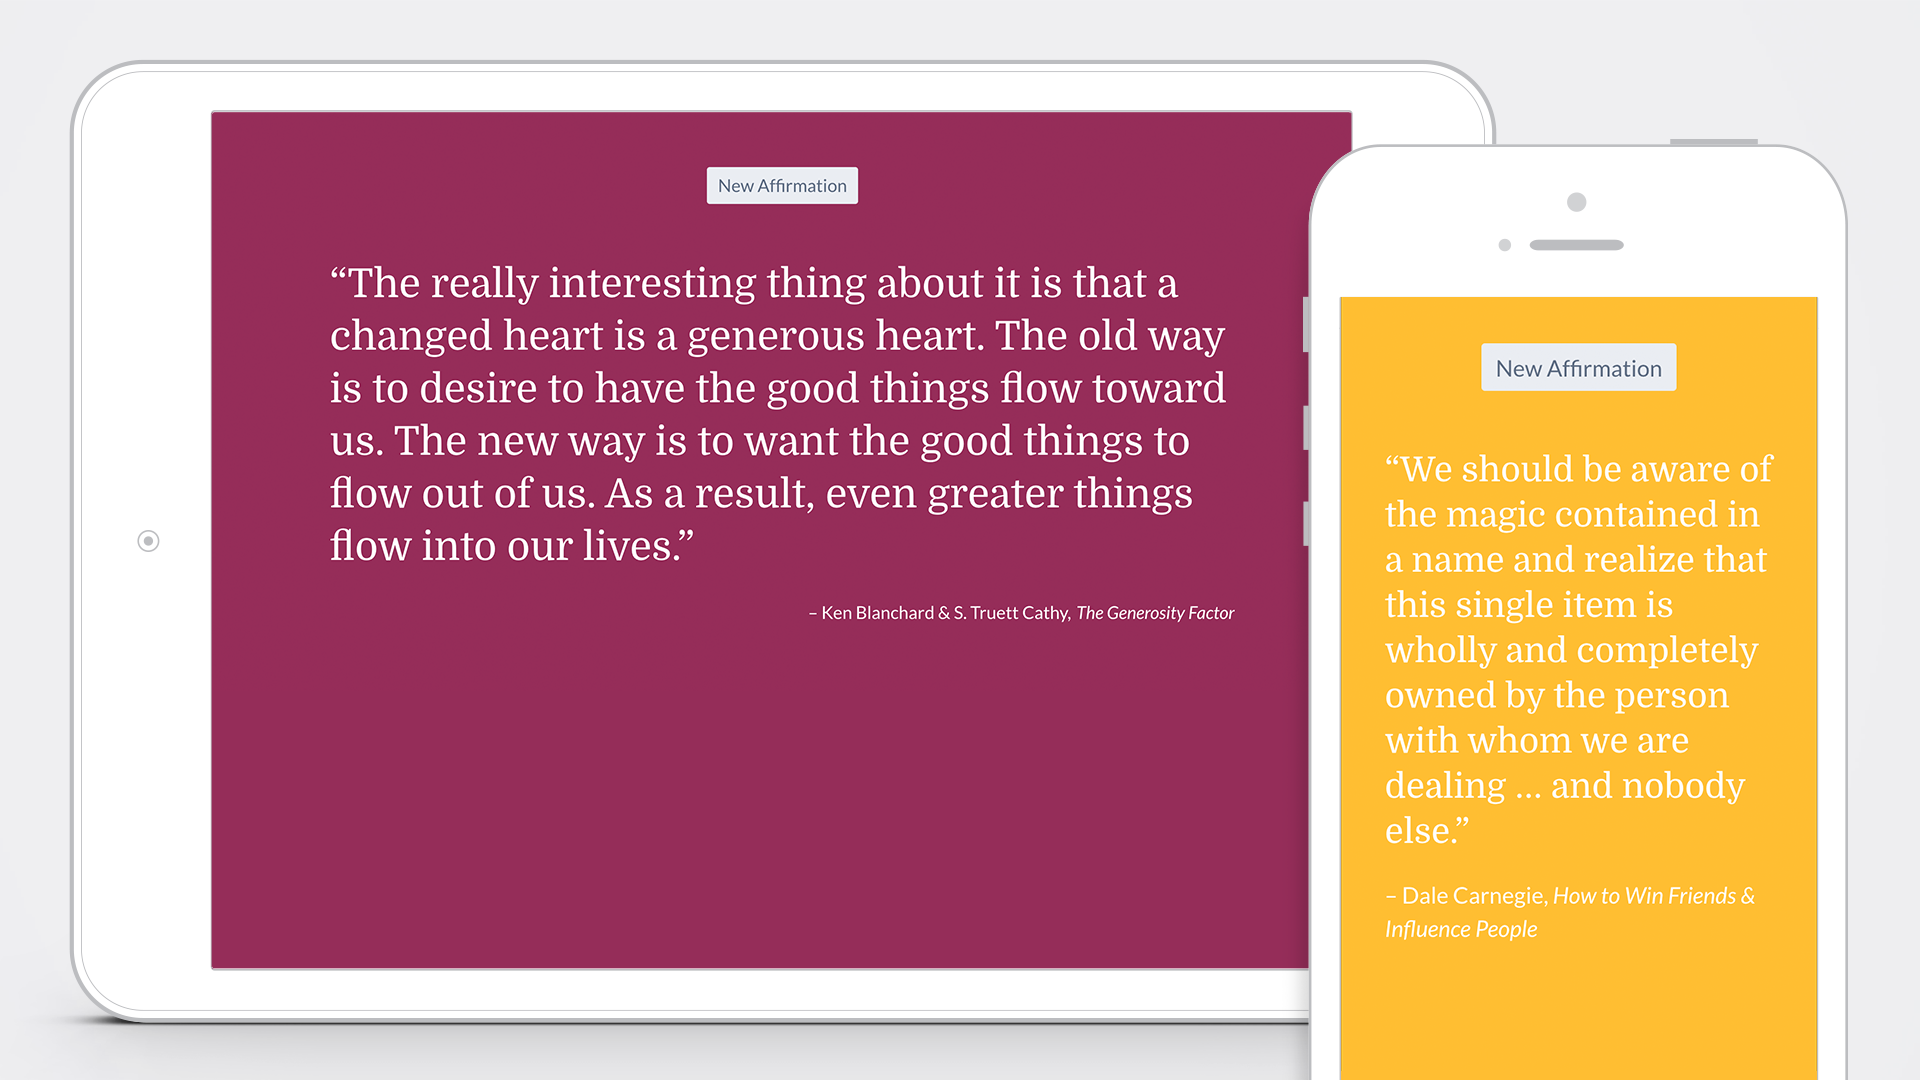 New Affirmation
“The really interesting thing about it is that a
changed heart is a generous heart. The old way
is to desire to have the good things flow toward
us. The new way is to want the good things to
flow out of us. As a result, even greater things
flow into our lives.”
– Ken Blanchard & S. Truett Cathy, The Generosity Factor
New Affirmation
“We should be aware of
the magic contained in
a name and realize that
this single item is
wholly and completely
owned by the person
with whom we are
dealing ... and nobody
else.”
– Dale Carnegie, How to Win Friends &
Influence People